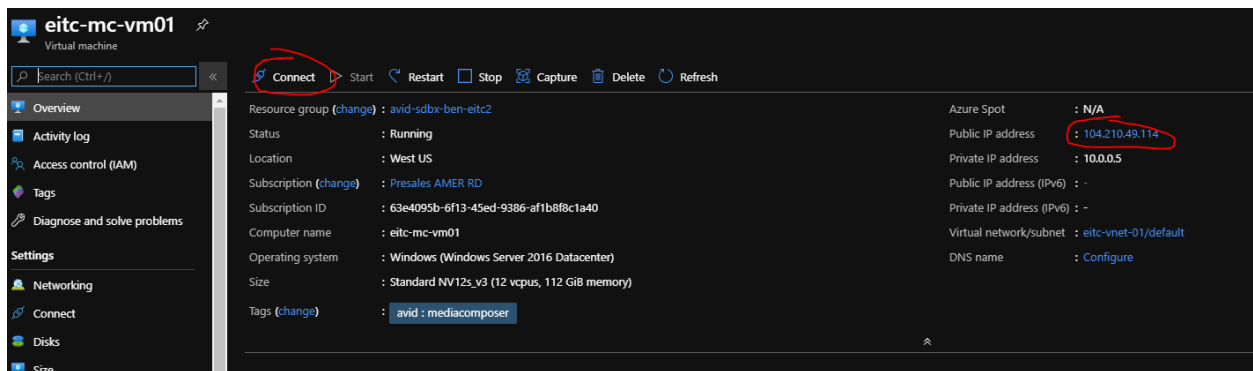 eitc-mc-vm01
Virtual machine
Search (Ctrl+/)
«
Connect Start Restart Stop Capture Delete Refresh
Overview
Activity log
Access control (IAM)
Tags
Diagnose and solve problems
Settings
Networking
Connect
Disks
Size
Resource group (change) : avid-sdbx-ben-eitc2
Status : Running
Location : West US
Subscription (change) : Presales AMER RD
Subscription ID : 63e4095b-6f13-45ed-9386-af1b8f8c1a40
Computer name : eitc-mc-vm01
Operating system : Windows (Windows Server 2016 Datacenter)
Size : Standard NV12s_v3 (12 vcpus, 112 GiB memory)
Tags (change) : avid : mediacomposer
Azure Spot : N/A
Public IP address : 104.210.49.114
Private IP address : 10.0.0.5
Public IP address (IPv6) : -
Private IP address (IPv6) : -
Virtual network/subnet : eitc-vnet-01/default
DNS name : Configure